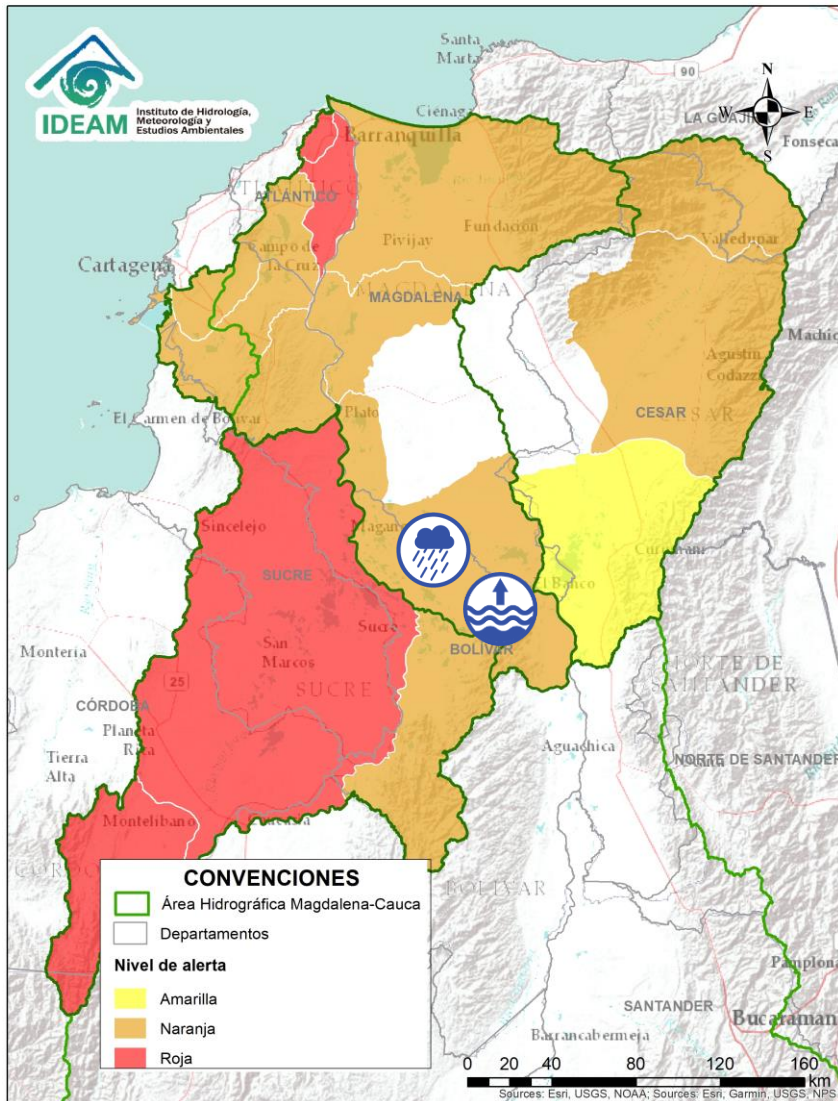 IDEAM
Instituto de Hidrología,
Meteorología y
Estudios Ambientales
Santa
Marta
90
N
W
E
S
Ciénaga
LA GUAJIRA
Fonseca
Barranquilla
ATLÁNTICO
Fundación
Pivijay
Valledupar
Campo de
la Cruz
Cartagena
MAGDALENA
Agustín
Codazzi
El Carmen de Bolívar
Plato
CESAR
CESAR
Sincelejo
SUCRE
El Banco
Sucre
San
Marcos
BOLÍVAR
Montería
25
SUCRE
NORTE DE
SANTANDER
CÓRDOBA
Planeta
Rica
Aguachica
Tierra
Alta
NORTE DE SANTANDER
Montelíbano
BOLÍVAR
CONVENCIONES
Área Hidrográfica Magdalena-Cauca
Departamentos
Nivel de alerta
Amarilla
Naranja
Roja
Pamplona
SANTANDER
Bucaraman
Barrancabermeja
0 20 40 80 120 160
km
Sources: Esri, USGS, NOAA; Sources: Esri, Garmin, USGS, NPS